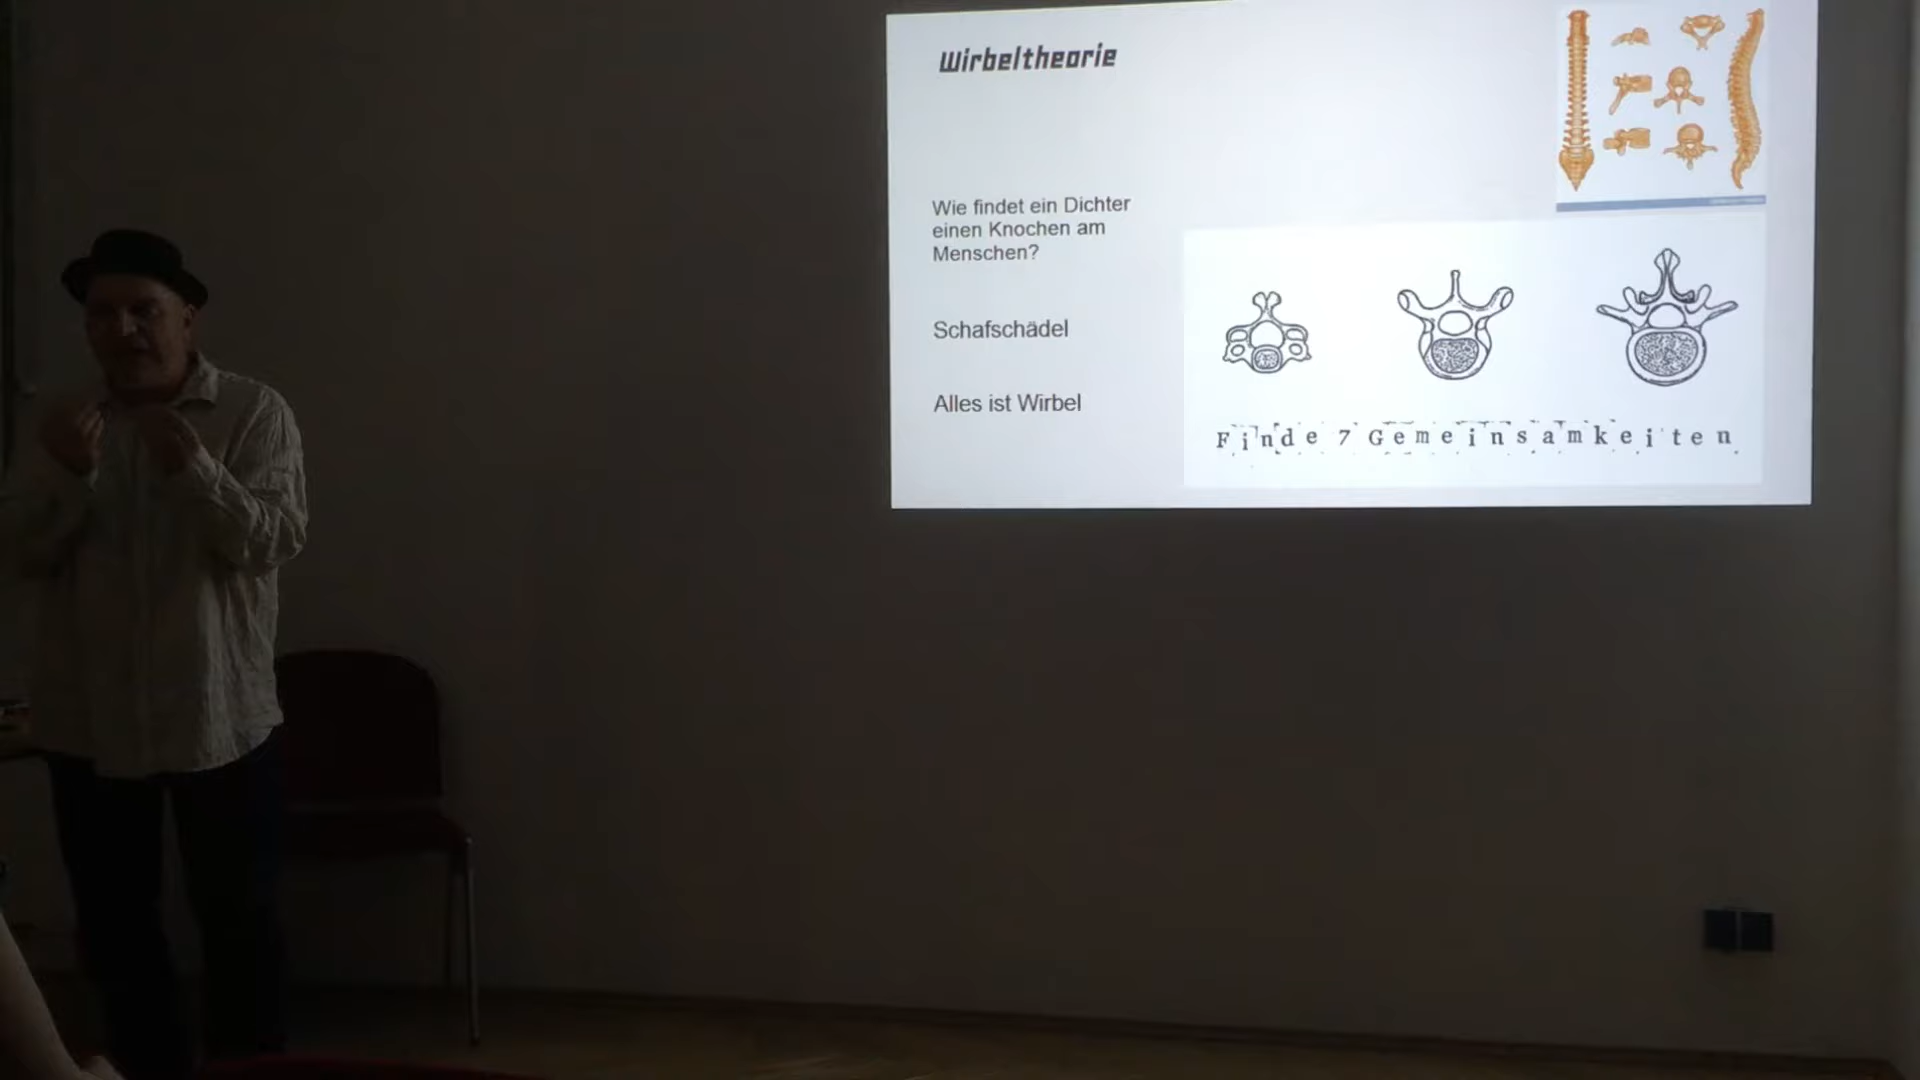 Wirbeltheorie
Wie findet ein Dichter
einen Knochen am
Menschen?
Schafschädel
Alles ist Wirbel
Finde 7 Gemeinsamkeiten